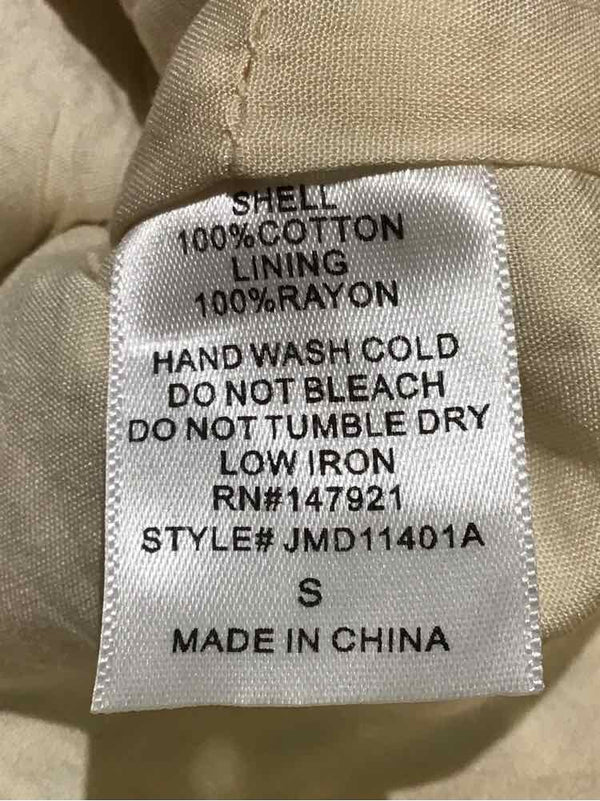 SHELL
100%COTTON
LINING
100%RAYON
HAND WASH COLD
DO NOT BLEACH
DO NOT TUMBLE DRY
LOW IRON
RN#147921
STYLE# JMD11401A
S
MADE IN CHINA